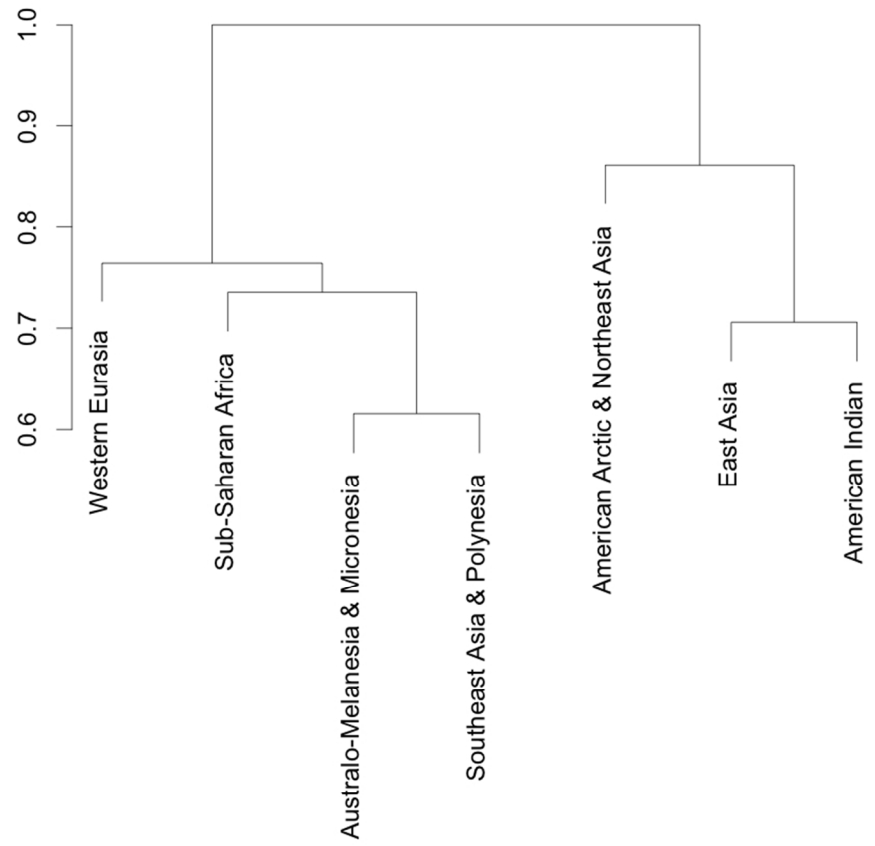 1.0
0.9
0.8
0.7
0.6
Western Eurasia
Sub-Saharan Africa
Australo-Melanesia & Micronesia
Southeast Asia & Polynesia
American Arctic & Northeast Asia
East Asia
American Indian